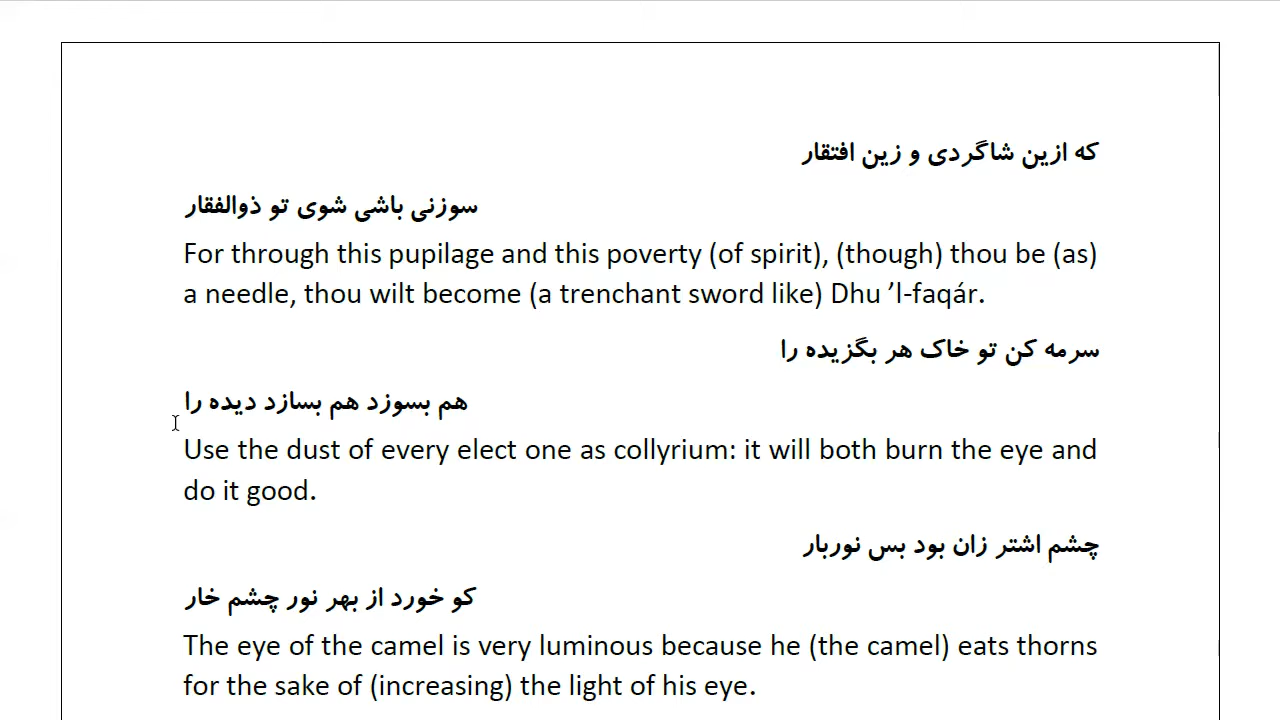 که ازین شاگردی و زین افتقار
سوزنی باشی شوی تو ذوالفقار
For through this pupilage and this poverty (of spirit), (though) thou be (as)
a needle, thou wilt become (a trenchant sword like) Dhu ’l-faqár.
سرمه کن تو خاک هر بگزیده را
هم بسوزد هم بسازد دیده را
Use the dust of every elect one as collyrium: it will both burn the eye and
do it good.
چشم اشتر زان بود بس نوربار
کو خورد از بهر نور چشم خار
The eye of the camel is very luminous because he (the camel) eats thorns
for the sake of (increasing) the light of his eye.